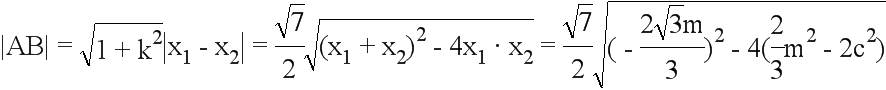 |AB| = √(1 + k²)|x₁ - x₂| = (√7/2)√((x₁ + x₂)² - 4x₁ · x₂) = (√7/2)√((- (2√3m)/3)² - 4((2/3)m² - 2c²))